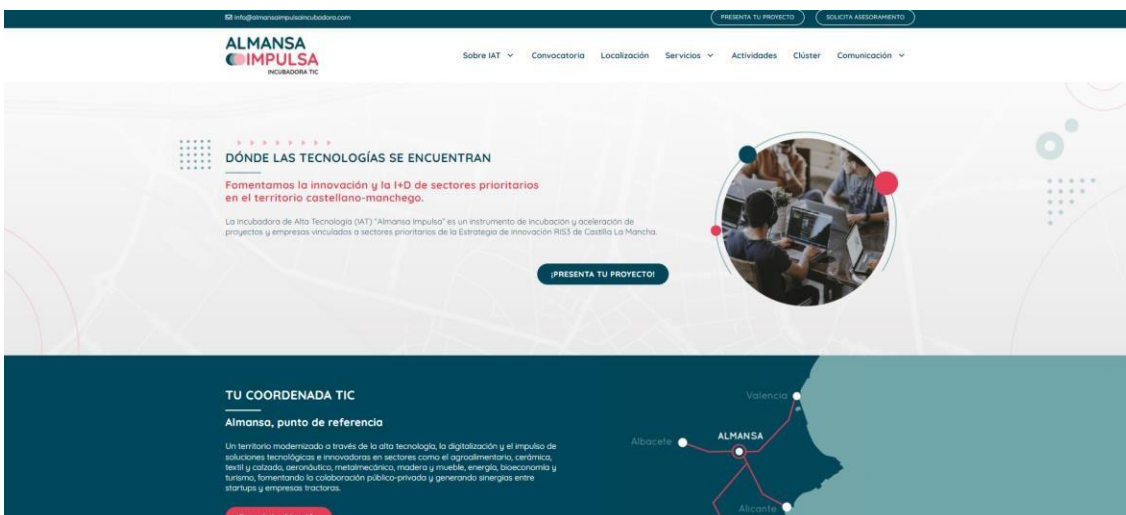 info@almansaimpulsaincubadora.com
PRESENTA TU PROYECTO
SOLICITA ASESORAMIENTO
ALMANSA
IMPULSA
INCUBADORA TIC
Sobre IAT
Convocatoria
Localización
Servicios
Actividades
Clúster
Comunicación
DÓNDE LAS TECNOLOGÍAS SE ENCUENTRAN
Fomentamos la innovación y la I+D de sectores prioritarios
en el territorio castellano-manchego.
La Incubadora de Alta Tecnología (IAT) "Almansa Impulsa" es un instrumento de incubación y aceleración de
proyectos y empresas vinculados a sectores prioritarios de la Estrategia de innovación RIS3 de Castilla La Mancha.
¡PRESENTA TU PROYECTO!
TU COORDENADA TIC
Almansa, punto de referencia
Un territorio modernizado a través de la alta tecnología, la digitalización y el impulso de
soluciones tecnológicas e innovadoras en sectores como el agroalimentario, cerámica,
textil y calzado, aeronáutico, metalmecánico, madera y mueble, energía, bioeconomía y
turismo, fomentando la colaboración público-privada y generando sinergias entre
startups y empresas tractoras.
Valencia
Albacete
ALMANSA
Alicante